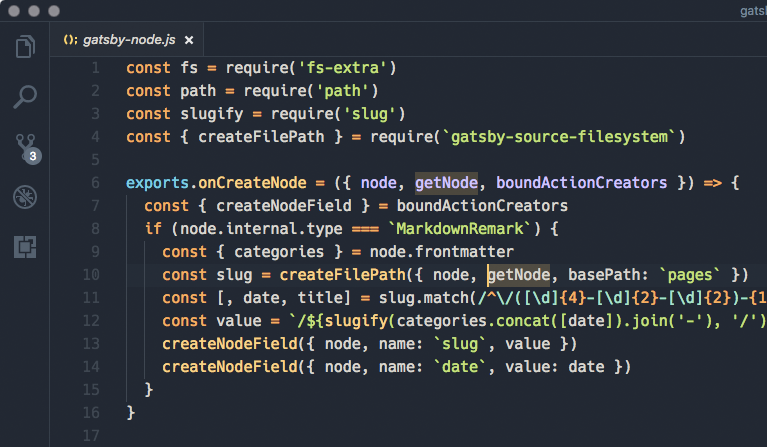 gatsb
(); gatsby-node.js ×
1 const fs = require('fs-extra')
2 const path = require('path')
3 const slugify = require('slug')
4 const { createFilePath } = require(`gatsby-source-filesystem`)
5
6 exports.onCreateNode = ({ node, getNode, boundActionCreators }) => {
7 const { createNodeField } = boundActionCreators
8 if (node.internal.type === `MarkdownRemark`) {
9 const { categories } = node.frontmatter
10 const slug = createFilePath({ node, getNode, basePath: `pages` })
11 const [, date, title] = slug.match(/^\/([\d]{4}-[\d]{2}-[\d]{2})-{1
12 const value = `/${slugify(categories.concat([date]).join('-'), '/')
13 createNodeField({ node, name: `slug`, value })
14 createNodeField({ node, name: `date`, value: date })
15 }
16 }
17
3